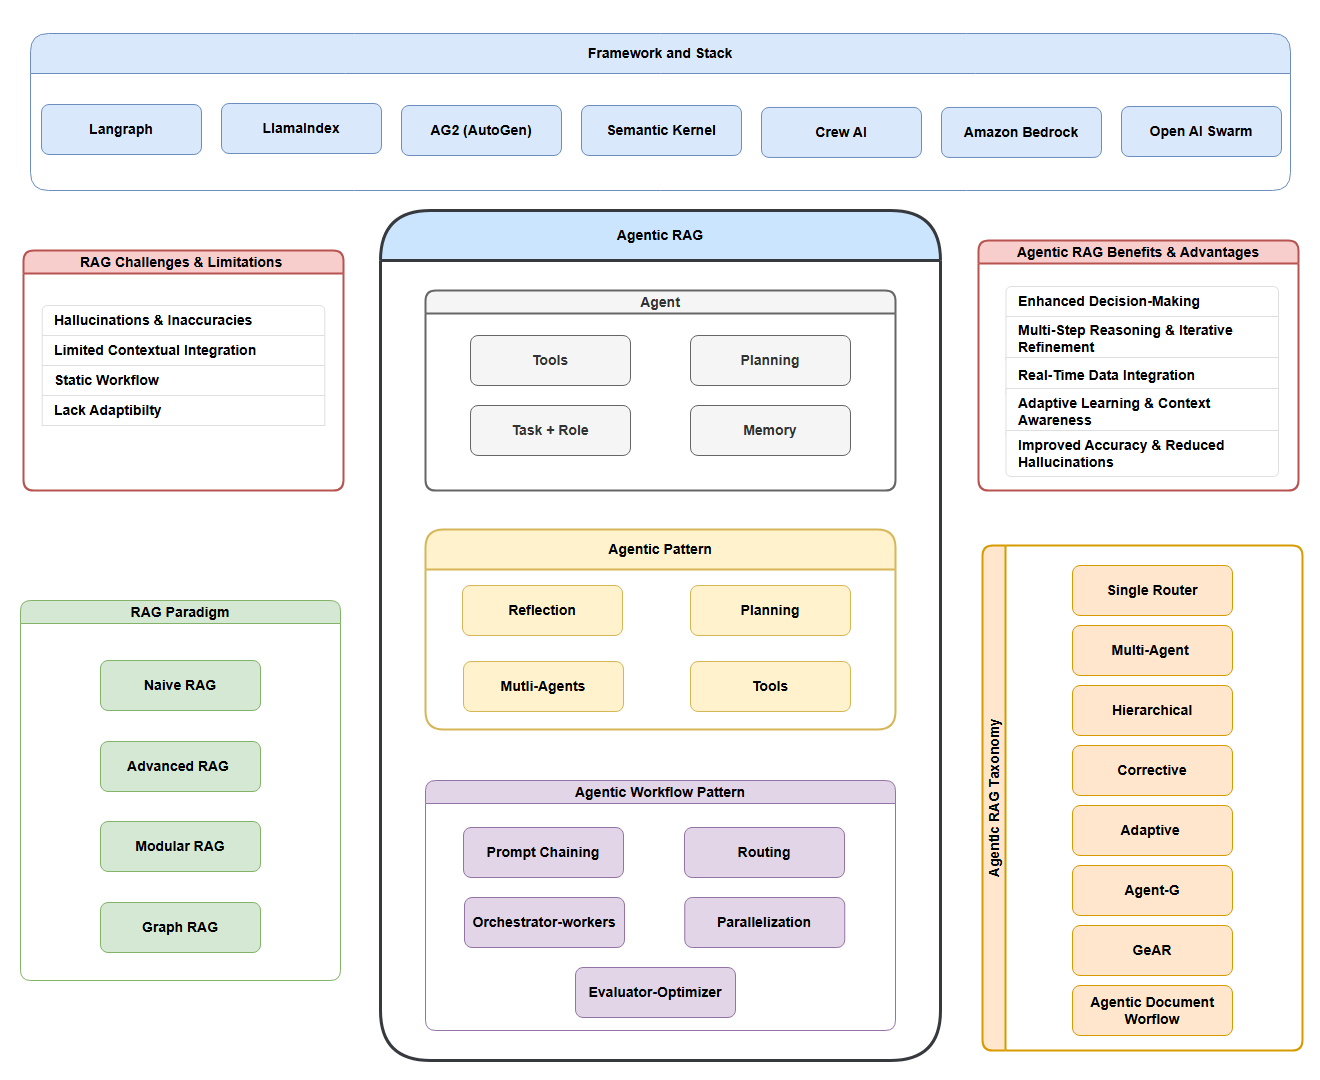 Framework and Stack
Langraph
LlamaIndex
AG2 (AutoGen)
Semantic Kernel
Crew AI
Amazon Bedrock
Open AI Swarm
RAG Challenges & Limitations
Hallucinations & Inaccuracies
Limited Contextual Integration
Static Workflow
Lack Adaptibilty
RAG Paradigm
Naive RAG
Advanced RAG
Modular RAG
Graph RAG
Agentic RAG
Agent
Tools
Planning
Task + Role
Memory
Agentic Pattern
Reflection
Planning
Mutli-Agents
Tools
Agentic Workflow Pattern
Prompt Chaining
Routing
Orchestrator-workers
Parallelization
Evaluator-Optimizer
Agentic RAG Benefits & Advantages
Enhanced Decision-Making
Multi-Step Reasoning & Iterative
Refinement
Real-Time Data Integration
Adaptive Learning & Context
Awareness
Improved Accuracy & Reduced
Hallucinations
Agentic RAG Taxonomy
Single Router
Multi-Agent
Hierarchical
Corrective
Adaptive
Agent-G
GeAR
Agentic Document
Worflow